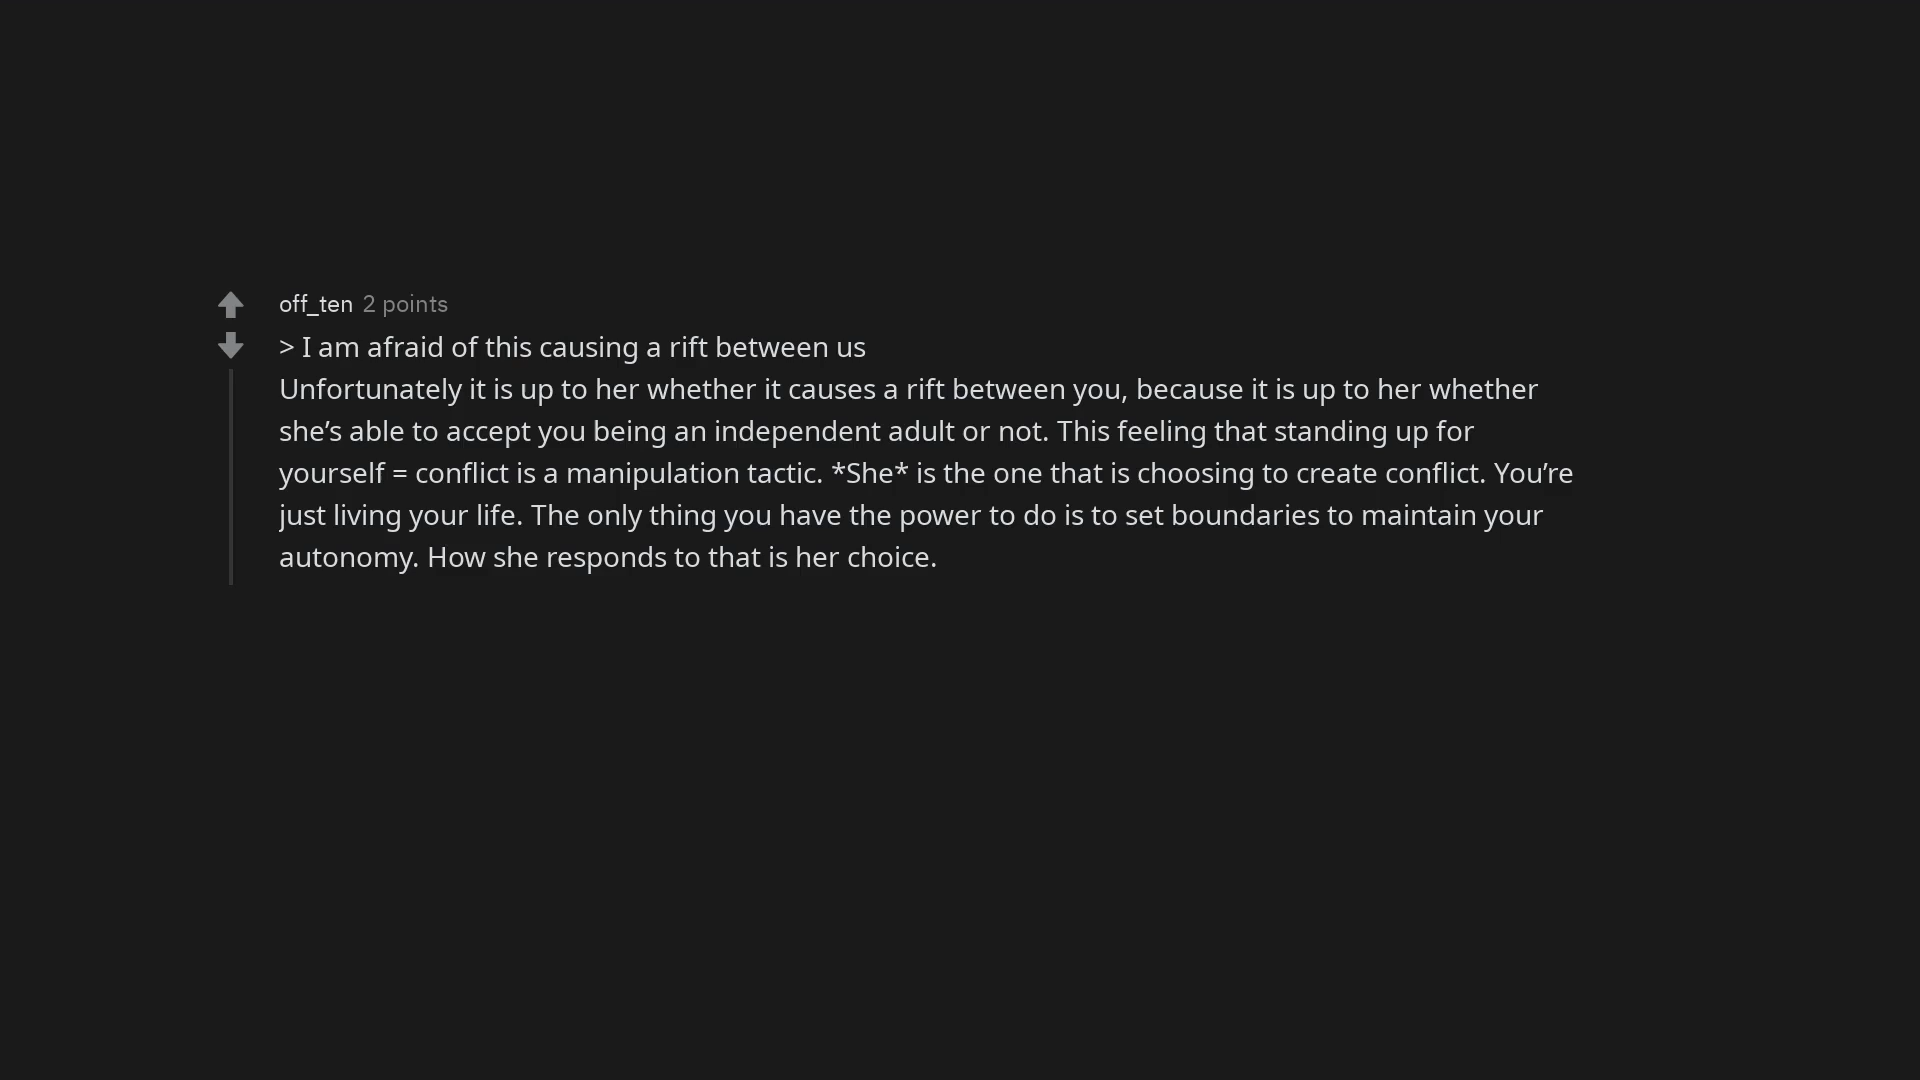 off_ten 2 points
> I am afraid of this causing a rift between us
Unfortunately it is up to her whether it causes a rift between you, because it is up to her whether
she’s able to accept you being an independent adult or not. This feeling that standing up for
yourself = conflict is a manipulation tactic. *She* is the one that is choosing to create conflict. You’re
just living your life. The only thing you have the power to do is to set boundaries to maintain your
autonomy. How she responds to that is her choice.